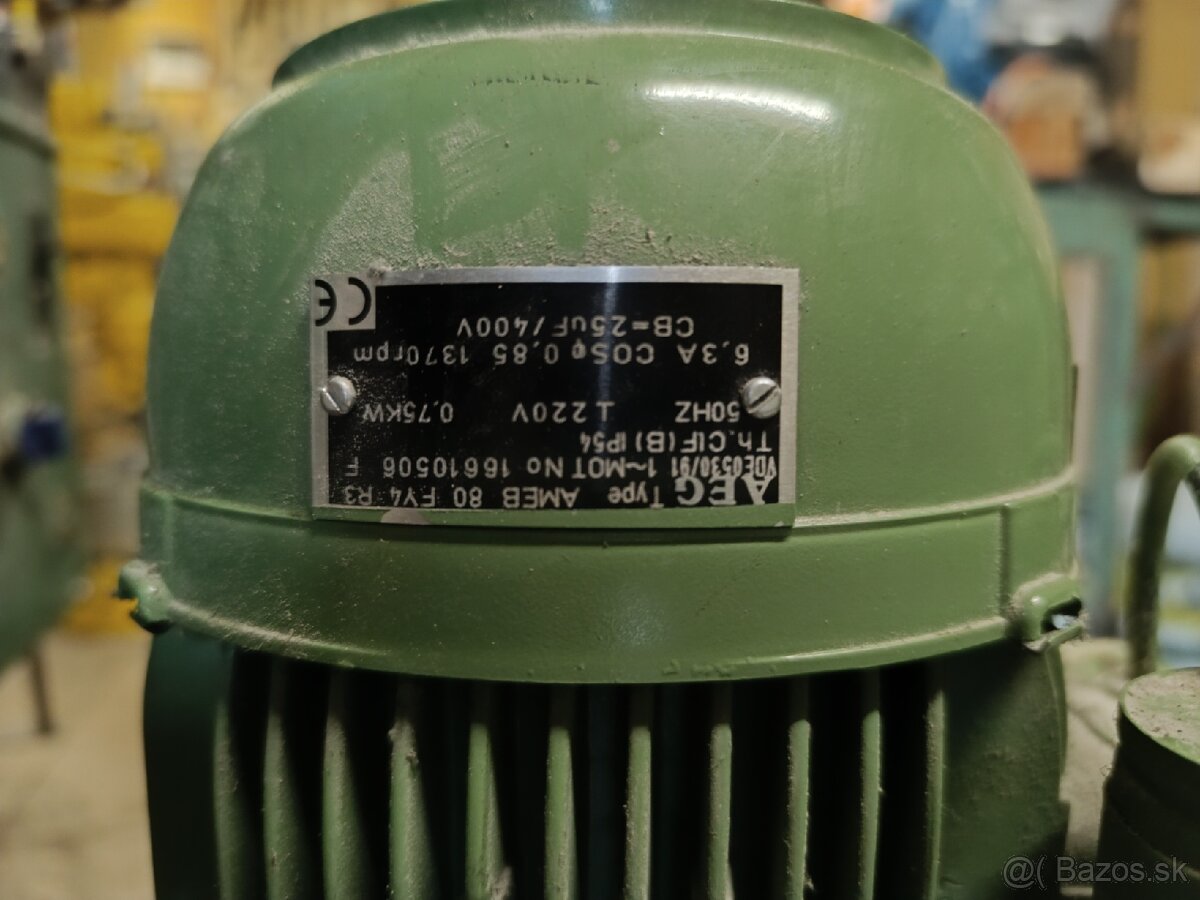 AEG Type AMEB 80 FY4 R3
VDE0530/91 1~MOT No 16610506 F
Th.ClF(B) IP54
50HZ ⊥220V 0,75KW
6,3A COSφ 0,85 1370rpm
CB=25uF/400V
CE
@( Bazos.sk